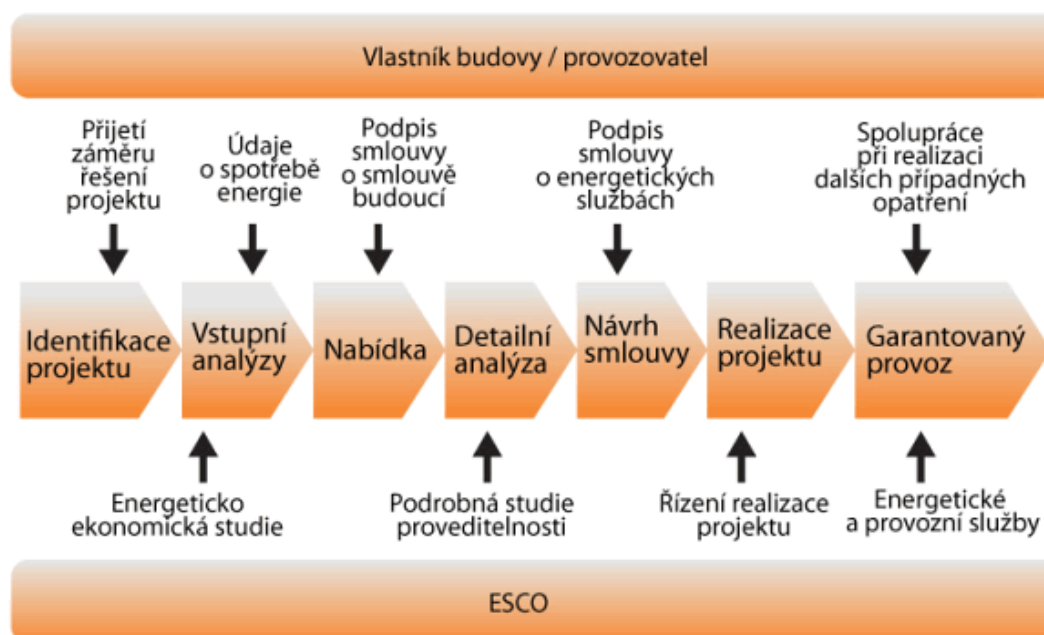 Vlastník budovy / provozovatel
Přijetí
záměru
řešení
projektu
Údaje
o spotřebě
energie
Podpis
smlouvy
o smlouvě
budoucí
Podpis
smlouvy
o energetických
službách
Spolupráce
při realizaci
dalších případných
opatření
Identifikace
projektu
Vstupní
analýzy
Nabídka
Detailní
analýza
Návrh
smlouvy
Realizace
projektu
Garantovaný
provoz
Energeticko
ekonomická studie
Podrobná studie
proveditelnosti
Řízení realizace
projektu
Energetické
a provozní služby
ESCO